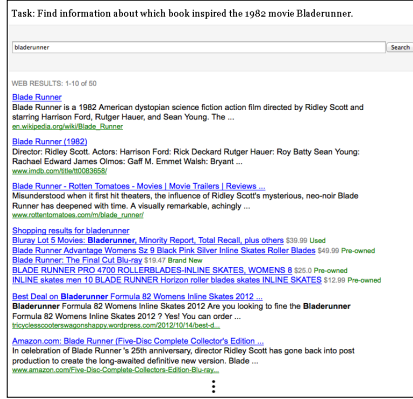 Task: Find information about which book inspired the 1982 movie Bladerunner.
bladerunner
Search
WEB RESULTS: 1-10 of 50
Blade Runner
Blade Runner is a 1982 American dystopian science fiction action film directed by Ridley Scott and
starring Harrison Ford, Rutger Hauer, and Sean Young. The ...
en.wikipedia.org/wiki/Blade_Runner
Blade Runner (1982)
Director: Ridley Scott. Actors: Harrison Ford: Rick Deckard Rutger Hauer: Roy Batty Sean Young:
Rachael Edward James Olmos: Gaff M. Emmet Walsh: Bryant ...
www.imdb.com/title/tt0083658/
Blade Runner - Rotten Tomatoes - Movies | Movie Trailers | Reviews ...
Misunderstood when it first hit theaters, the influence of Ridley Scott's mysterious, neo-noir Blade
Runner has deepened with time. A visually remarkable, achingly ...
www.rottentomatoes.com/m/blade_runner/
Shopping results for bladerunner
Bluray Lot 5 Movies: Bladerunner, Minority Report, Total Recall, plus others $39.99 Used
Blade Runner Advantage Womens Sz 9 Black Pink Silver Inline Skates Roller Blades $49.99 Pre-owned
Blade Runner: The Final Cut Blu-ray $19.47 Brand New
BLADE RUNNER PRO 4700 ROLLERBLADES-INLINE SKATES, WOMENS 8 $25.0 Pre-owned
INLINE skates men 10 BLADE RUNNER Horizon roller blades skates INLINE SKATES $12.99 Pre-owned
Best Deal on Bladerunner Formula 82 Womens Inline Skates 2012 ...
Bladerunner Formula 82 Womens Inline Skates 2012 Are you looking to fine the Bladerunner
Formula 82 Womens Inline Skates 2012 ? Yes! You can order ...
tricyclesscooterswagonshappy.wordpress.com/2012/10/14/best-d...
Amazon.com: Blade Runner (Five-Disc Complete Collector's Edition ...
In celebration of Blade Runner 's 25th anniversary, director Ridley Scott has gone back into post
production to create the long-awaited definitive new version. Blade ...
www.amazon.com/Five-Disc-Complete-Collectors-Edition-Blu-ray...